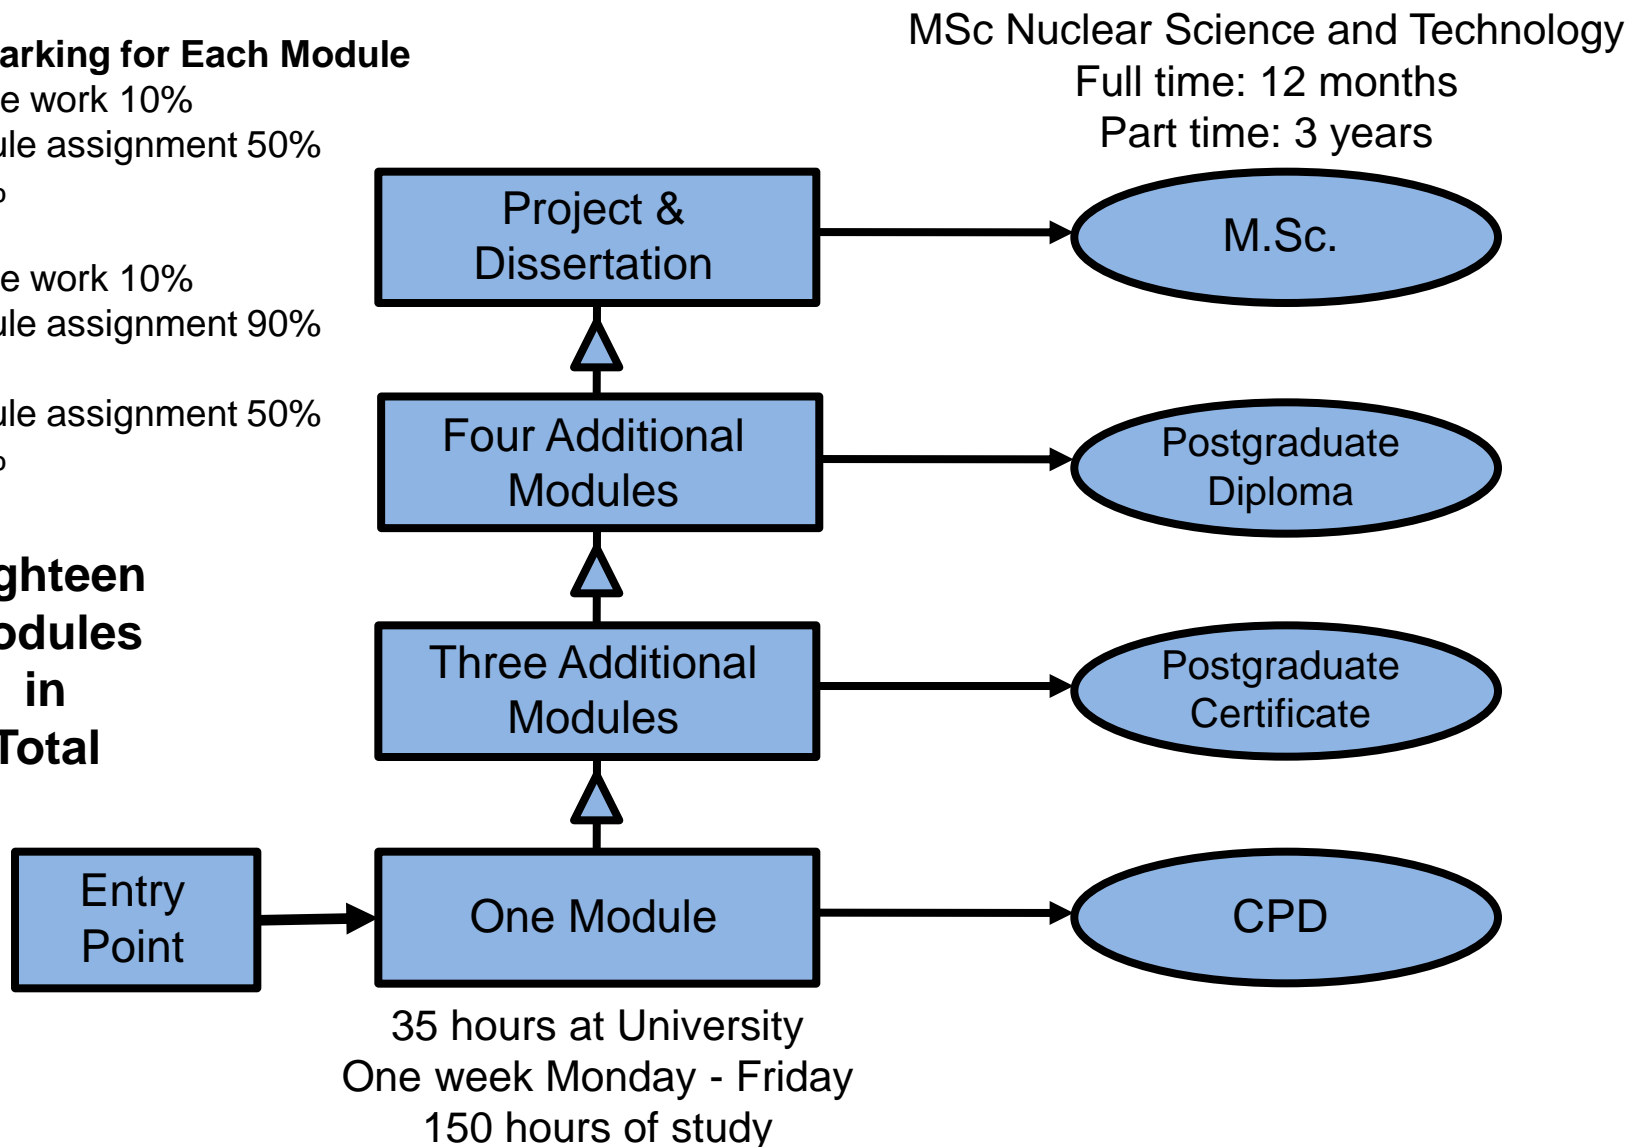 MSc Nuclear Science and Technology
Full time: 12 months
Part time: 3 years
arking for Each Module
e work 10%
ule assignment 50%
%
e work 10%
ule assignment 90%
ule assignment 50%
%
ghteen
odules
in
Total
Project &
Dissertation
M.Sc.
Four Additional
Modules
Postgraduate
Diploma
Three Additional
Modules
Postgraduate
Certificate
Entry
Point
One Module
CPD
35 hours at University
One week Monday - Friday
150 hours of study